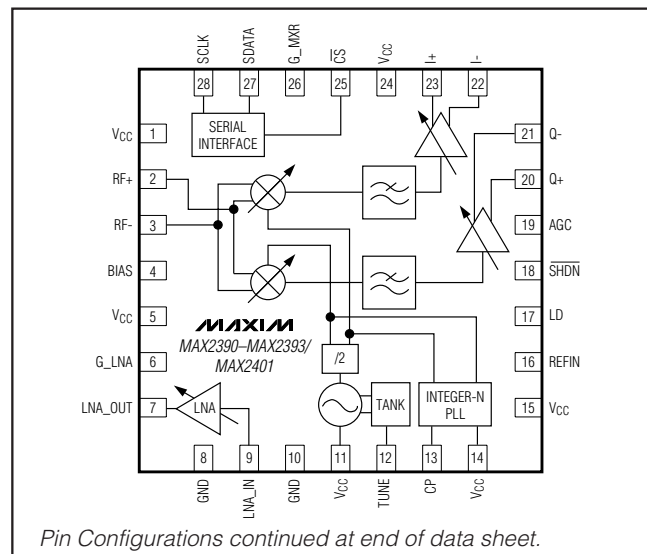 SCLK
SDATA
G_MXR
CS
VCC
I+
I-
28
27
26
25
24
23
22
VCC 1
RF+ 2
RF- 3
BIAS 4
VCC 5
G_LNA 6
LNA_OUT 7
SERIAL
INTERFACE
21 Q-
20 Q+
19 AGC
18 SHDN
17 LD
16 REFIN
15 VCC
MAXIM
MAX2390–MAX2393/
MAX2401
/2
LNA
TANK
INTEGER-N
PLL
8
9
10
11
12
13
14
GND
LNA_IN
GND
VCC
TUNE
CP
VCC
Pin Configurations continued at end of data sheet.